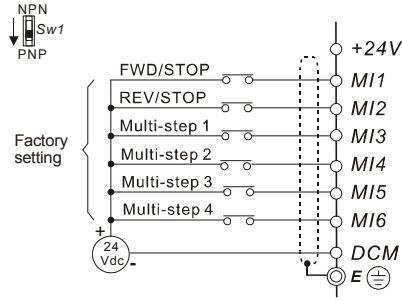 NPN
Sw1
PNP
+24V
FWD/STOP
MI1
REV/STOP
MI2
Multi-step 1
MI3
Factory
setting
Multi-step 2
MI4
Multi-step 3
MI5
Multi-step 4
MI6
+
24
Vdc
-
DCM
E